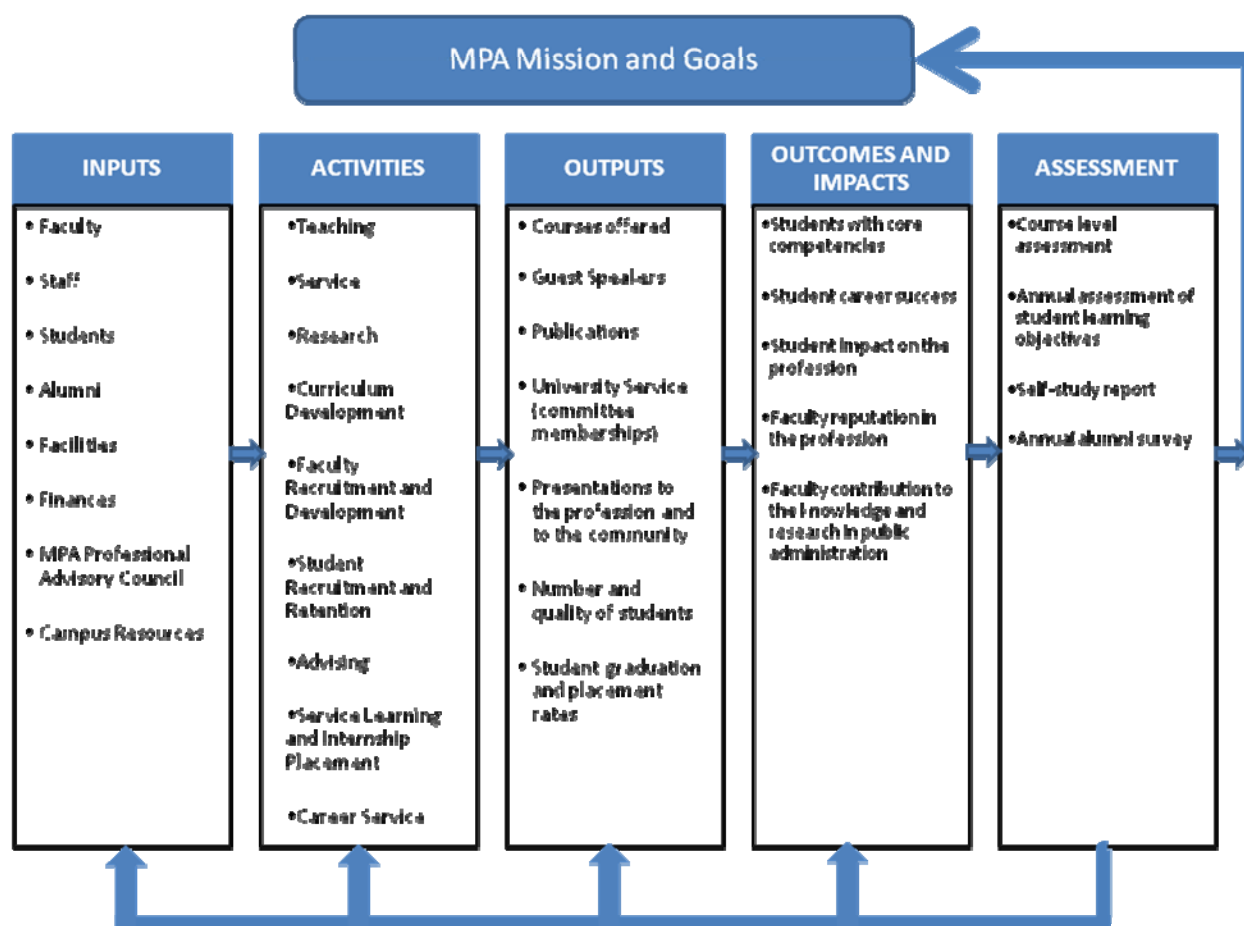 MPA Mission and Goals
INPUTS
• Faculty
• Staff
• Students
• Alumni
• Facilities
• Finances
• MPA Professional
Advisory Council
• Campus Resources
ACTIVITIES
•Teaching
•Service
•Research
•Curriculum
Development
•Faculty
Recruitment and
Development
•Student
Recruitment and
Retention
•Advising
•Service Learning
and Internship
Placement
•Career Service
OUTPUTS
• Courses offered
• Guest Speakers
• Publications
• University Service
(committee
memberships)
• Presentations to
the profession and
to the community
• Number and
quality of students
• Student graduation
and placement
rates
OUTCOMES AND
IMPACTS
•Students with core
competencies
•Student career success
•Student impact on the
profession
•Faculty reputation in
the profession
•Faculty contribution to
the knowledge and
research in public
administration
ASSESSMENT
•Course level
assessment
•Annual assessment of
student learning
objectives
•Self-study report
•Annual alumni survey